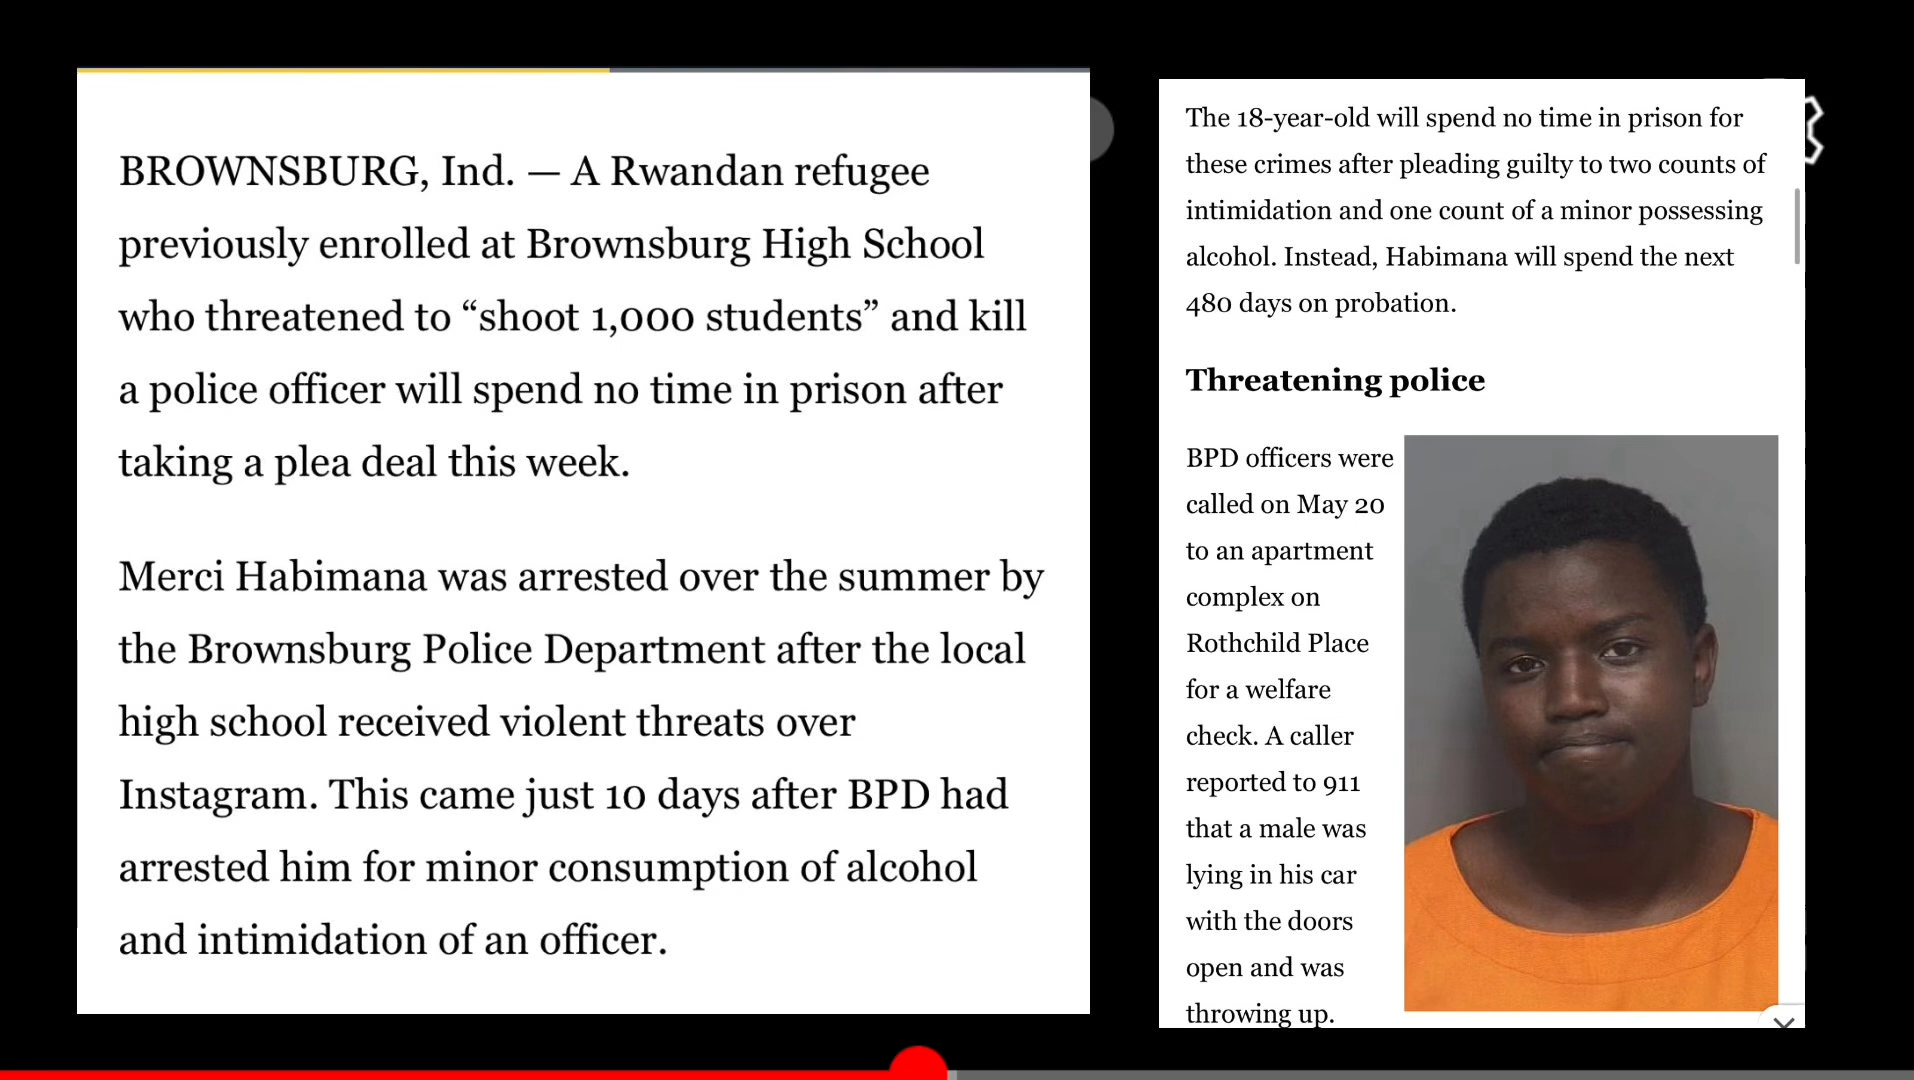 BROWNSBURG, Ind. — A Rwandan refugee
previously enrolled at Brownsburg High School
who threatened to “shoot 1,000 students” and kill
a police officer will spend no time in prison after
taking a plea deal this week.
Merci Habimana was arrested over the summer by
the Brownsburg Police Department after the local
high school received violent threats over
Instagram. This came just 10 days after BPD had
arrested him for minor consumption of alcohol
and intimidation of an officer.
The 18-year-old will spend no time in prison for
these crimes after pleading guilty to two counts of
intimidation and one count of a minor possessing
alcohol. Instead, Habimana will spend the next
480 days on probation.
Threatening police
BPD officers were
called on May 20
to an apartment
complex on
Rothchild Place
for a welfare
check. A caller
reported to 911
that a male was
lying in his car
with the doors
open and was
throwing up.